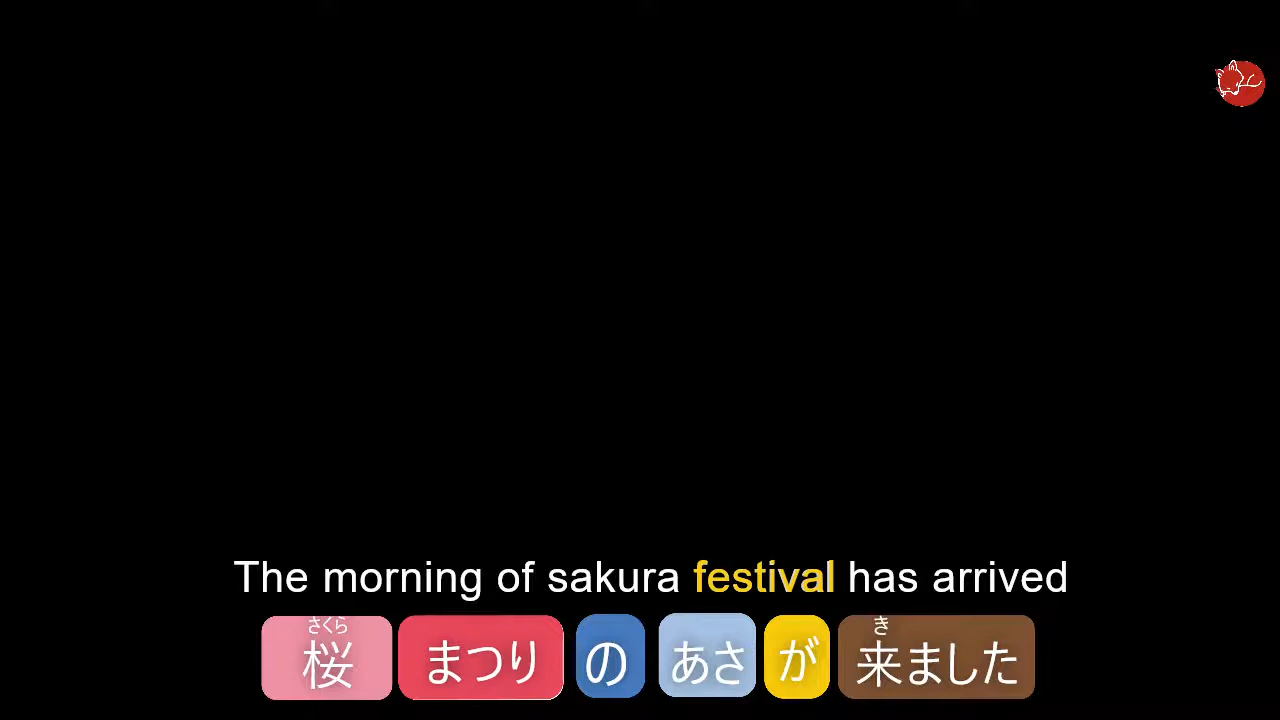 The morning of sakura festival has arrived
さくら き
桜 まつり の あさ が 来ました